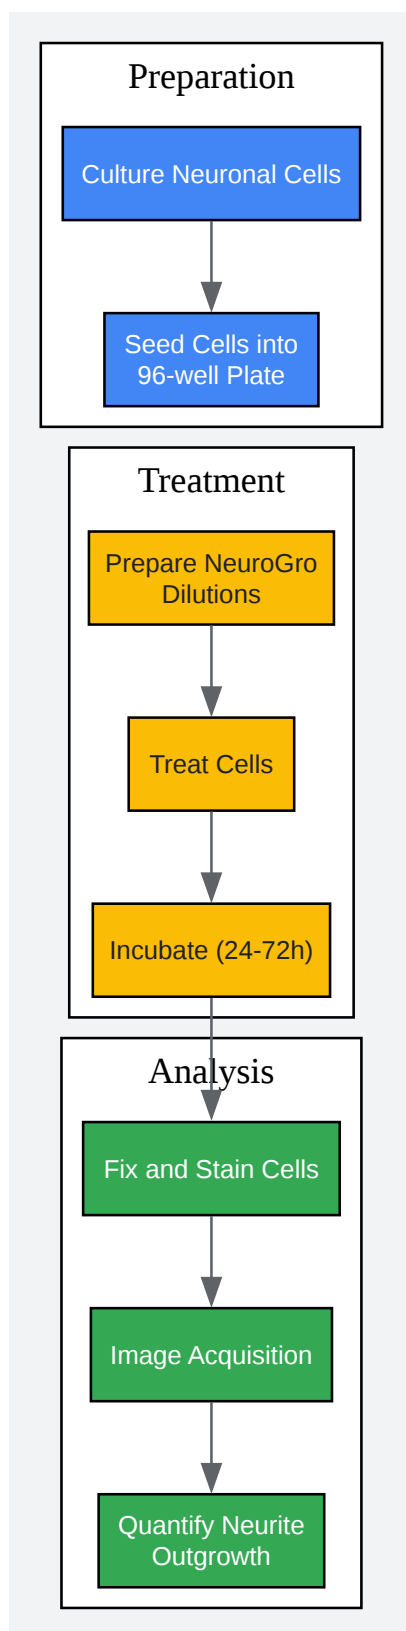 Preparation
Culture Neuronal Cells
Seed Cells into
96-well Plate
Treatment
Prepare NeuroGro
Dilutions
Treat Cells
Incubate (24-72h)
Analysis
Fix and Stain Cells
Image Acquisition
Quantify Neurite
Outgrowth